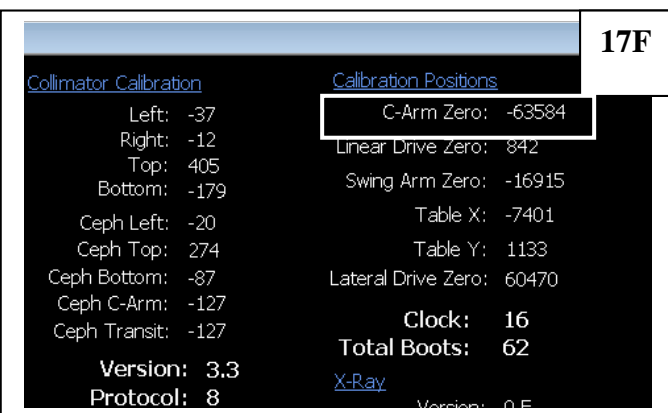 17F
Collimator Calibration
Left: -37
Right: -12
Top: 405
Bottom: -179
Ceph Left: -20
Ceph Top: 274
Ceph Bottom: -87
Ceph C-Arm: -127
Ceph Transit: -127
Version: 3.3
Protocol: 8
Calibration Positions
C-Arm Zero: -63584
Linear Drive Zero: 842
Swing Arm Zero: -16915
Table X: -7401
Table Y: 1133
Lateral Drive Zero: 60470
Clock: 16
Total Boots: 62
X-Ray
Version: